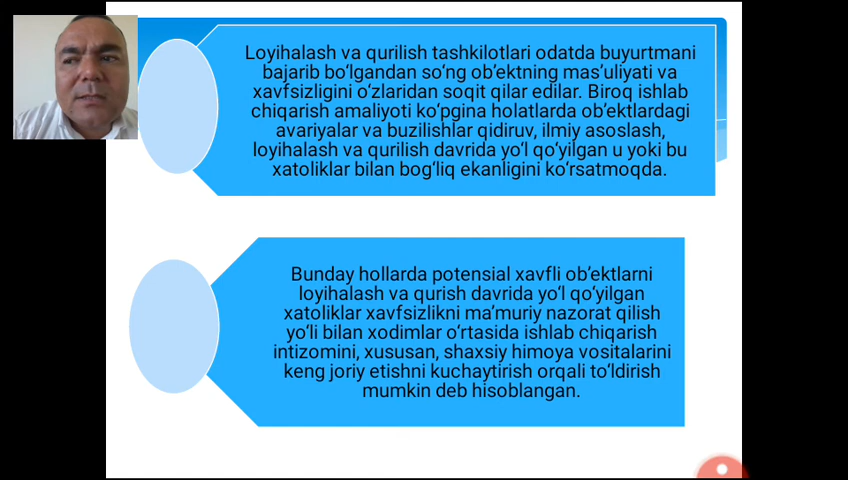 Loyihalash va qurilish tashkilotlari odatda buyurtmani
bajarib bo‘lgandan so‘ng ob’ektning mas’uliyati va
xavfsizligini o‘zlaridan soqit qilar edilar. Biroq ishlab
chiqarish amaliyoti ko‘pgina holatlarda ob’ektlardagi
avariyalar va buzilishlar qidiruv, ilmiy asoslash,
loyihalash va qurilish davrida yo‘l qo‘yilgan u yoki bu
xatoliklar bilan bog‘liq ekanligini ko‘rsatmoqda.
Bunday hollarda potensial xavfli ob’ektlarni
loyihalash va qurish davrida yo‘l qo‘yilgan
xatoliklar xavfsizlikni ma’muriy nazorat qilish
yo‘li bilan xodimlar o‘rtasida ishlab chiqarish
intizomini, xususan, shaxsiy himoya vositalarini
keng joriy etishni kuchaytirish orqali to‘ldirish
mumkin deb hisoblangan.